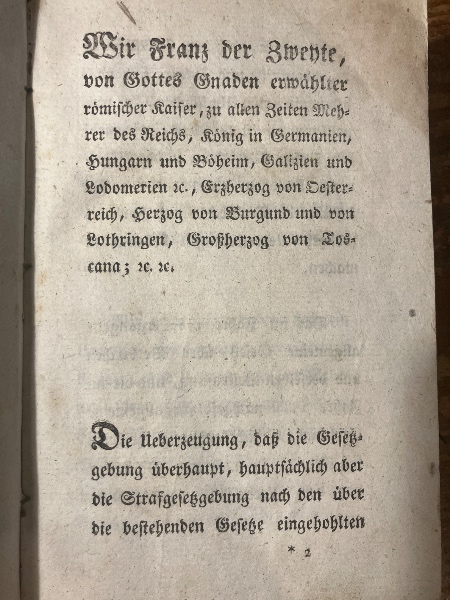 Wir Franz der Zweyte,
von Gottes Gnaden erwählter
römischer Kaiser, zu allen Zeiten Meh-
rer des Reichs, König in Germanien,
Hungarn und Böheim, Galizien und
Lodomerien ꝛc., Erzherzog von Oester-
reich, Herzog von Burgund und von
Lothringen, Großherzog von Tos-
cana; ꝛc. ꝛc.
Die Ueberzeugung, daß die Gesetz-
gebung überhaupt, hauptsächlich aber
die Strafgesetzgebung nach den über
die bestehenden Gesetze eingehohlten
* 2